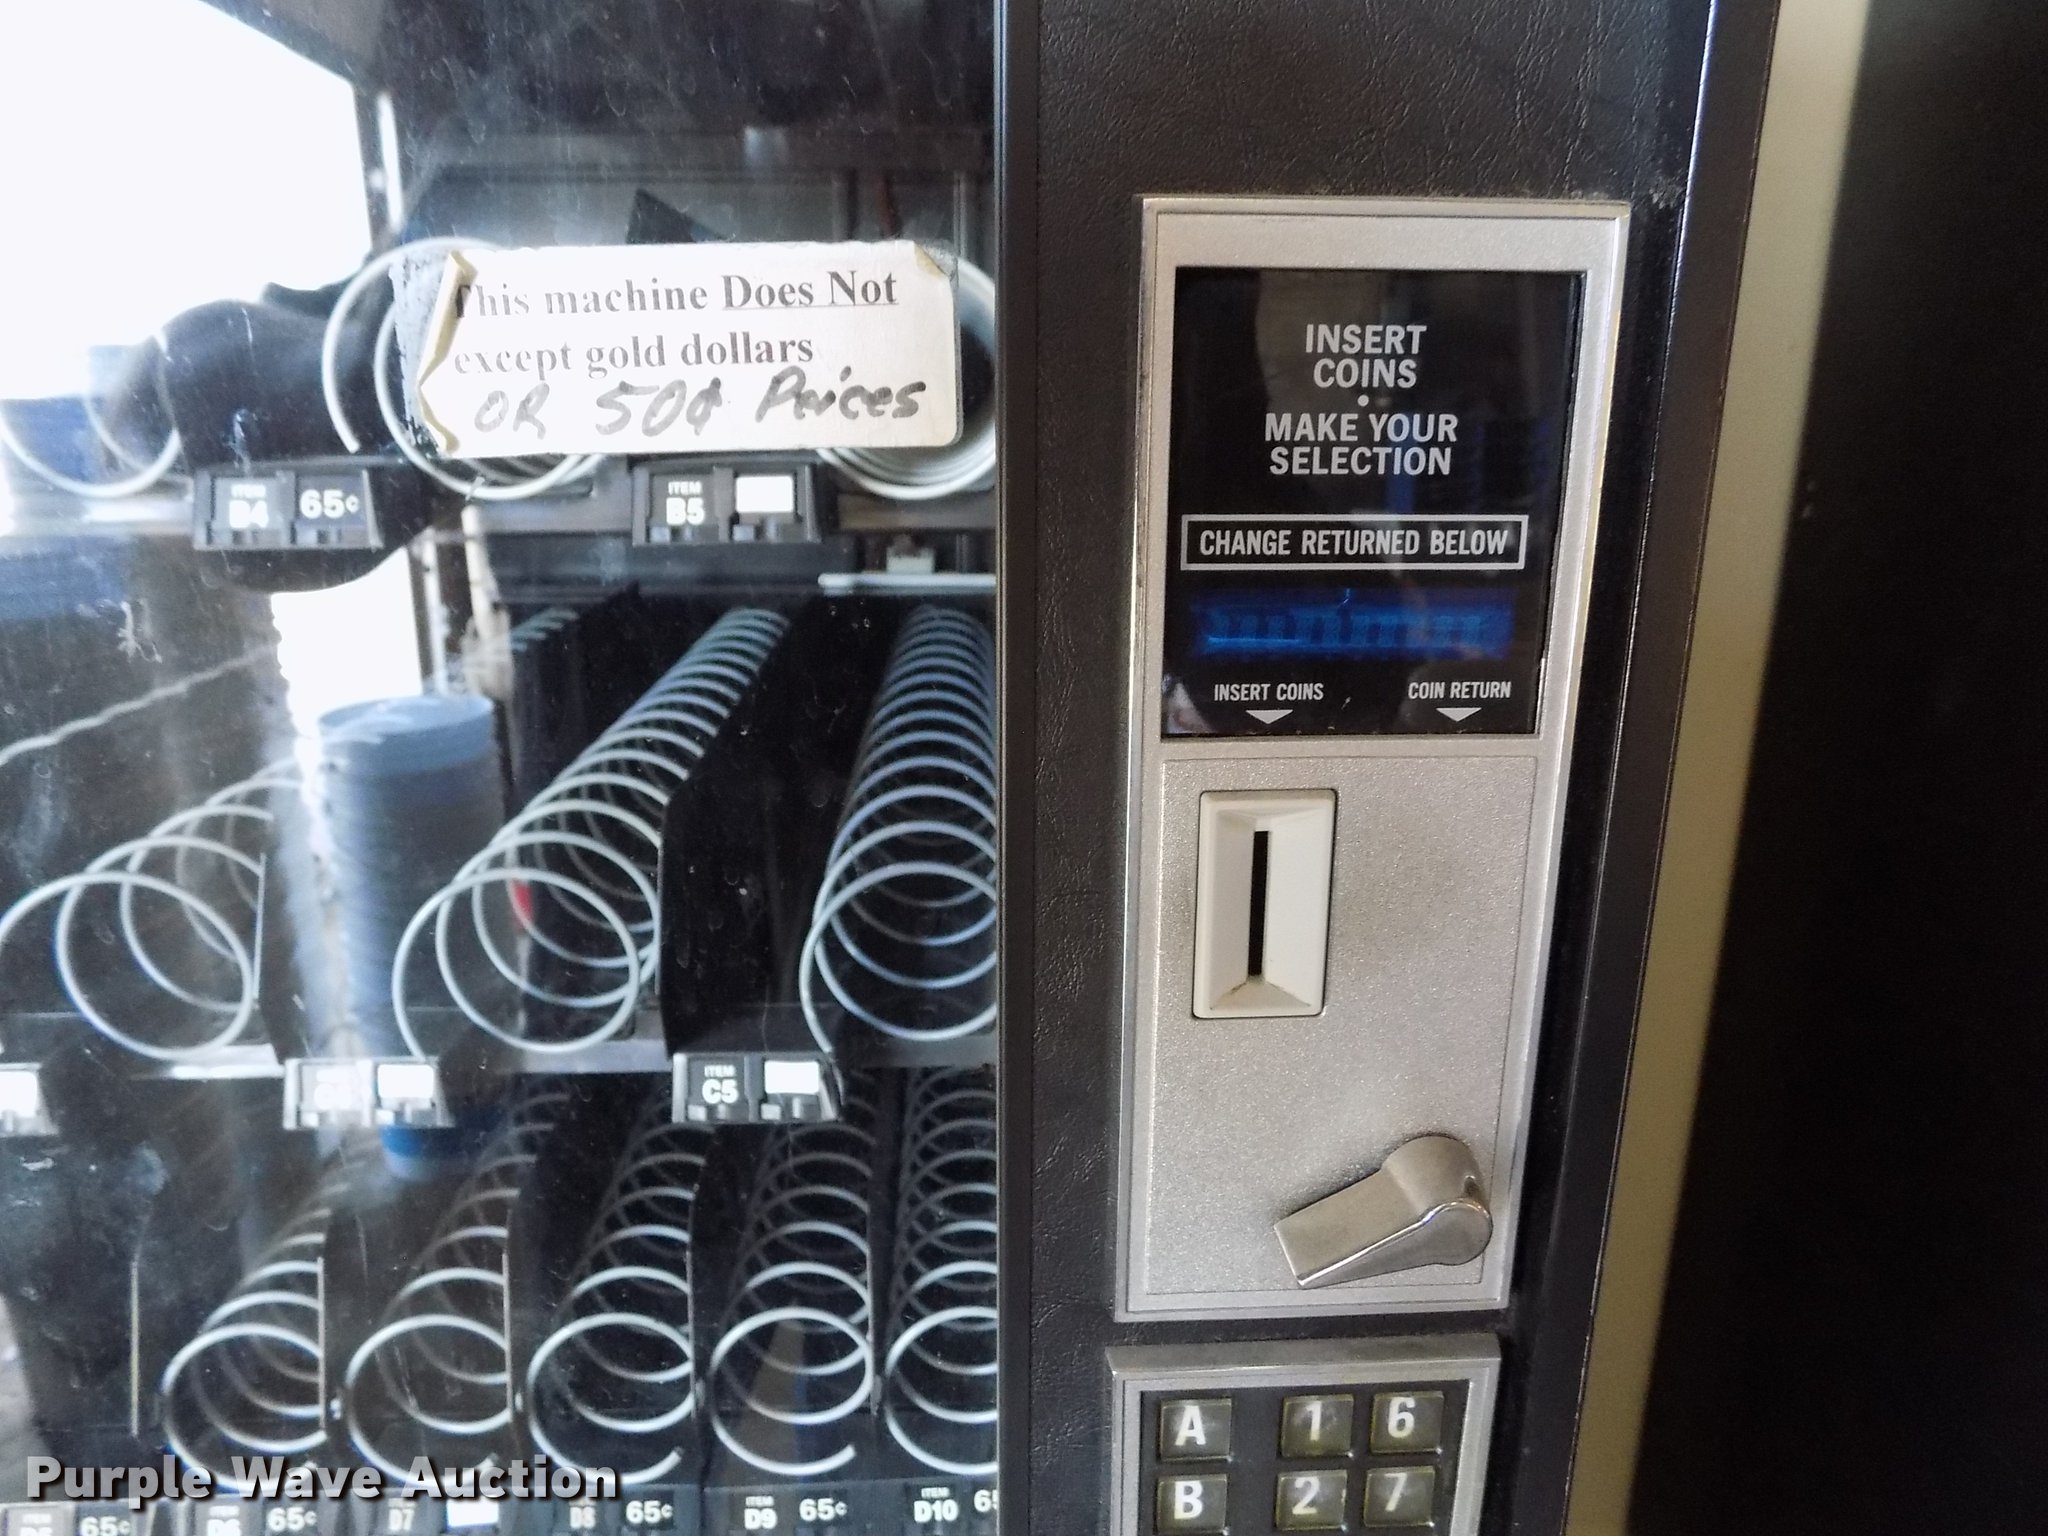 This machine Does Not
except gold dollars
OR 50¢ Peices
ITEM
B4
65¢
ITEM
B5
INSERT
COINS
•
MAKE YOUR
SELECTION
CHANGE RETURNED BELOW
INSERT COINS
COIN RETURN
ITEM
C5
A
1
6
B
2
7
65¢
ITEM
D6
65¢
ITEM
D7
ITEM
D8
65¢
ITEM
D9
65¢
ITEM
D10
Purple Wave Auction